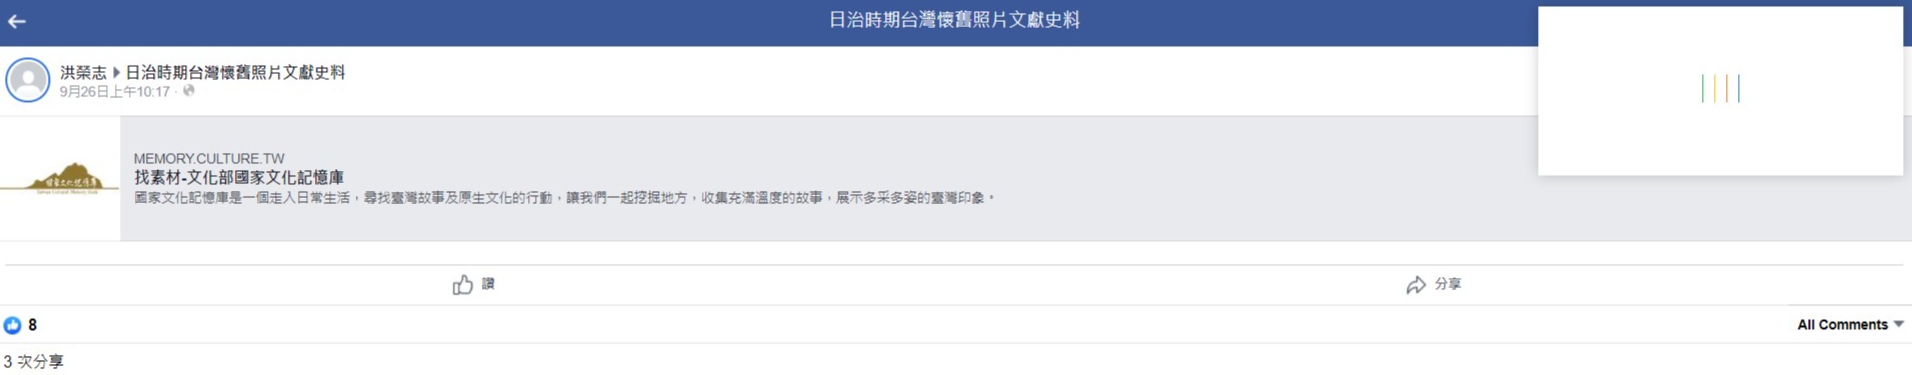 日治時期台灣懷舊照片文獻史料
洪榮志 ▶ 日治時期台灣懷舊照片文獻史料
9月26日上午10:17 ·
MEMORY.CULTURE.TW
找素材-文化部國家文化記憶庫
國家文化記憶庫是一個走入日常生活，尋找臺灣故事及原生文化的行動，讓我們一起挖掘地方，收集充滿溫度的故事，展示多采多姿的臺灣印象。
讚
分享
8
All Comments
3 次分享